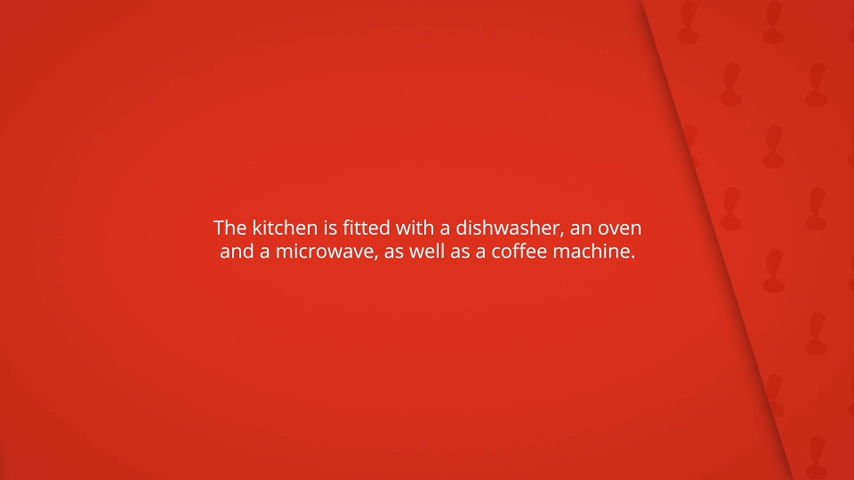 The kitchen is fitted with a dishwasher, an oven
and a microwave, as well as a coffee machine.